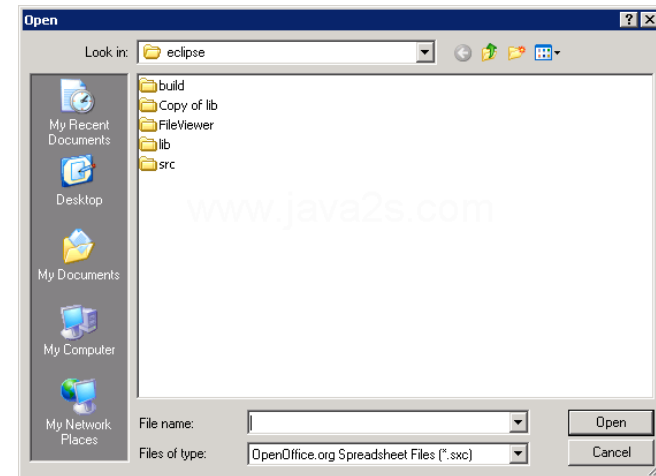 Open
Look in:
eclipse
build
Copy of lib
FileViewer
lib
src
My Recent
Documents
Desktop
My Documents
My Computer
My Network
Places
www.java2s.com
File name:
Open
Files of type:
OpenOffice.org Spreadsheet Files (*.sxc)
Cancel